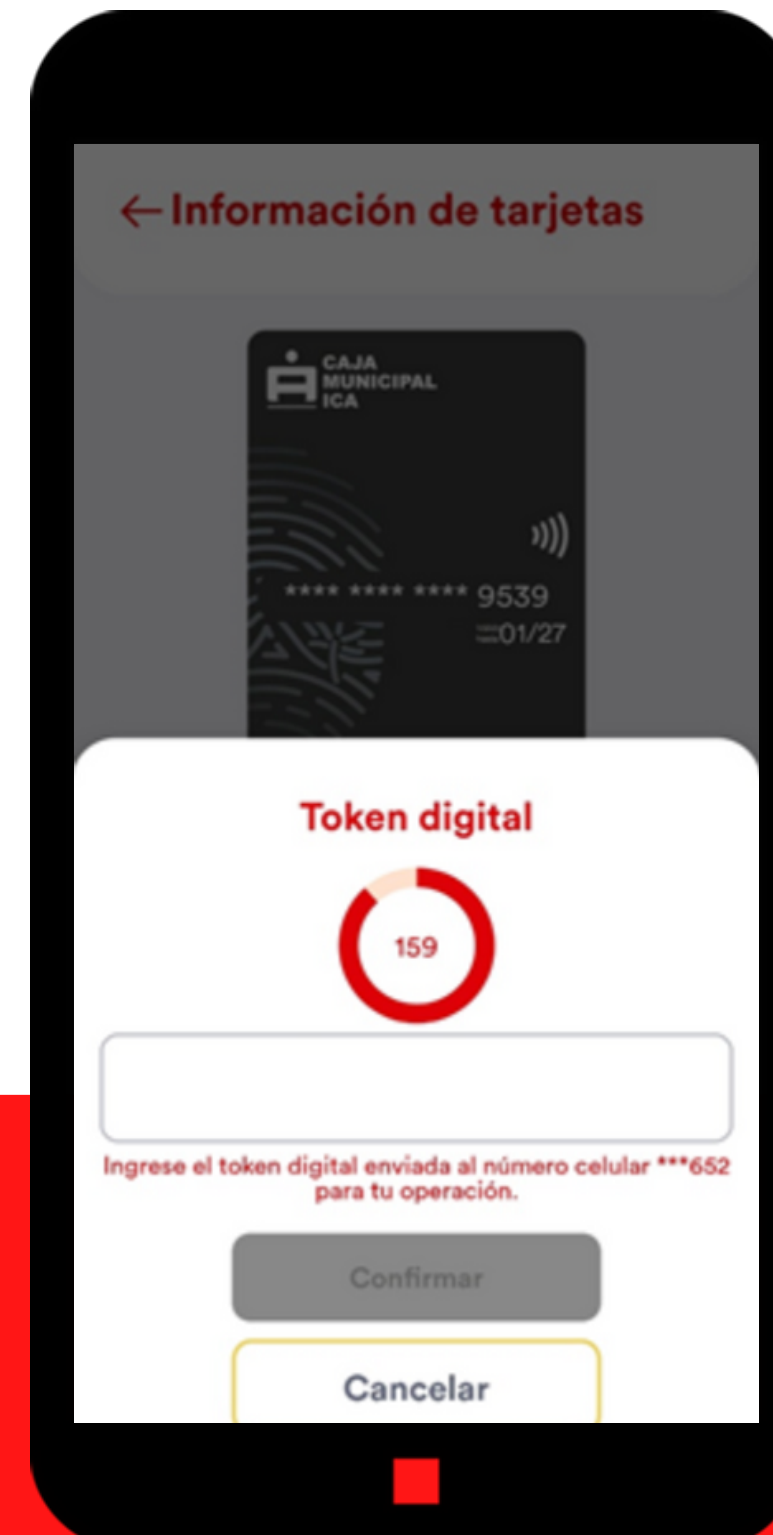 ←Información de tarjetas
CAJA
MUNICIPAL
ICA
**** **** **** 9539
01/27
Token digital
159
Ingrese el token digital enviada al número celular ***652
para tu operación.
Confirmar
Cancelar